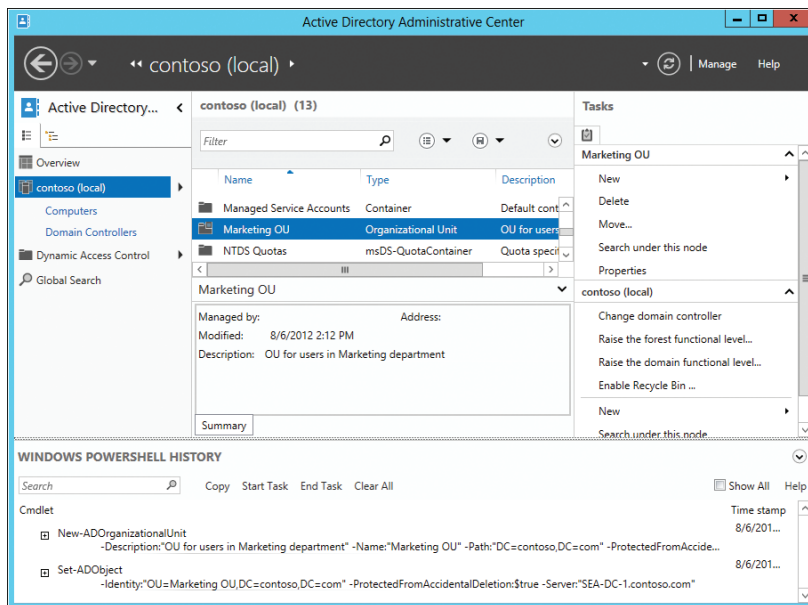 Active Directory Administrative Center
contoso (local)
Manage Help
Active Directory...
Overview
contoso (local)
Computers
Domain Controllers
Dynamic Access Control
Global Search
contoso (local) (13)
Filter
Name Type Description
Managed Service Accounts Container Default cont
Marketing OU Organizational Unit OU for users
NTDS Quotas msDS-QuotaContainer Quota specif
Marketing OU
Managed by: Address:
Modified: 8/6/2012 2:12 PM
Description: OU for users in Marketing department
Summary
Tasks
Marketing OU
New
Delete
Move...
Search under this node
Properties
contoso (local)
Change domain controller
Raise the forest functional level...
Raise the domain functional level...
Enable Recycle Bin ...
New
Search under this node
WINDOWS POWERSHELL HISTORY
Search Copy Start Task End Task Clear All Show All Help
Cmdlet Time stamp
New-ADOrganizationalUnit 8/6/201...
-Description:"OU for users in Marketing department" -Name:"Marketing OU" -Path:"DC=contoso,DC=com" -ProtectedFromAccide...
Set-ADObject 8/6/201...
-Identity:"OU=Marketing OU,DC=contoso,DC=com" -ProtectedFromAccidentalDeletion:$true -Server:"SEA-DC-1.contoso.com"